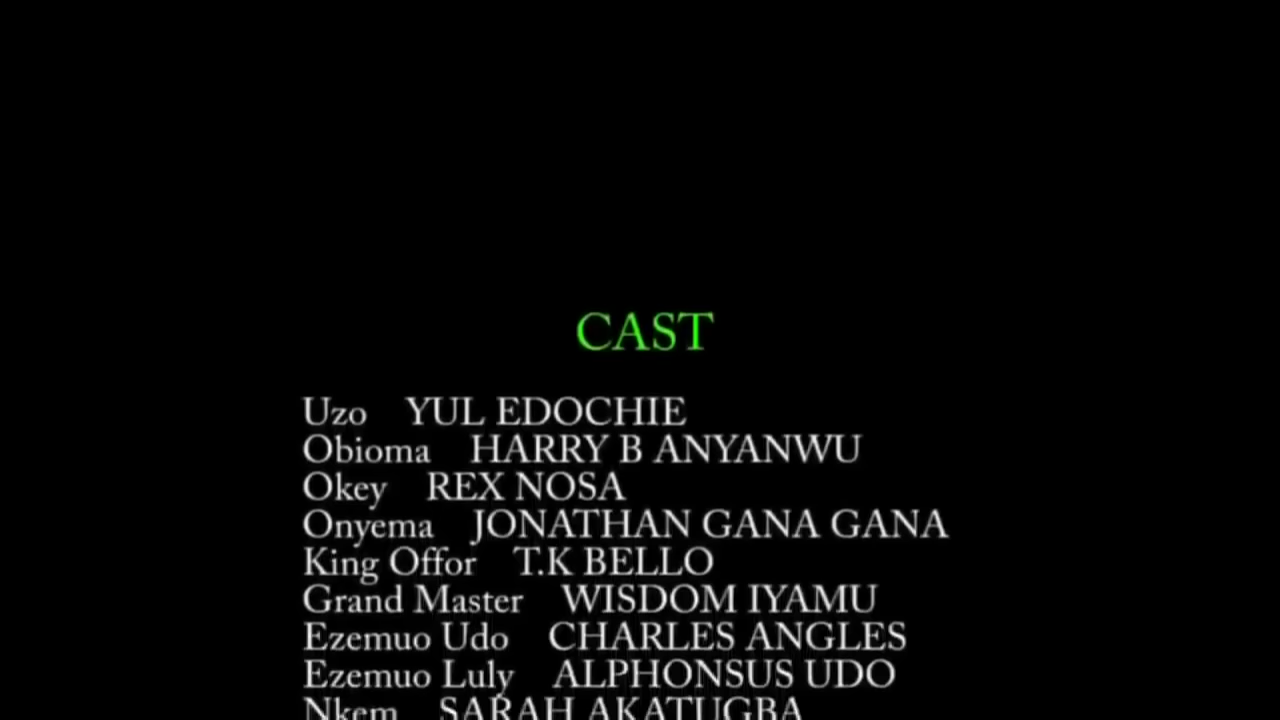 CAST
Uzo YUL EDOCHIE
Obioma HARRY B ANYANWU
Okey REX NOSA
Onyema JONATHAN GANA GANA
King Offor T.K BELLO
Grand Master WISDOM IYAMU
Ezemuo Udo CHARLES ANGLES
Ezemuo Luly ALPHONSUS UDO
Nkem SARAH AKATUGBA